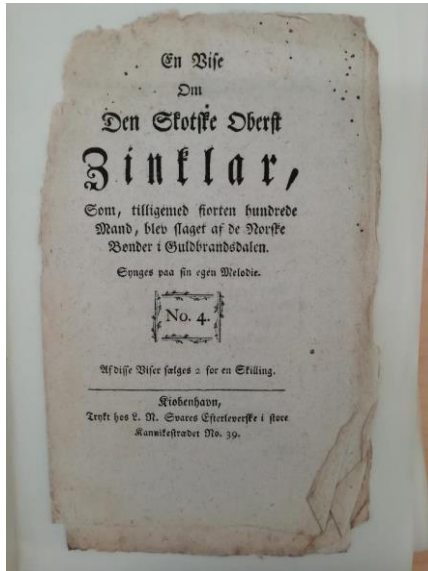 En Vise
Om
Den Skotske Oberst
Zinklar,
Som, tilligemed fiorten hundrede
Mand, blev slaget af de Norske
Bønder i Guldbrandsdalen.
Synges paa sin egen Melodie.
No. 4.
Af disse Viser sælges 2 for en Skilling.
Kiøbenhavn,
Trykt hos L. N. Svares Efterleverske i store
Kannikestrædet No. 39.